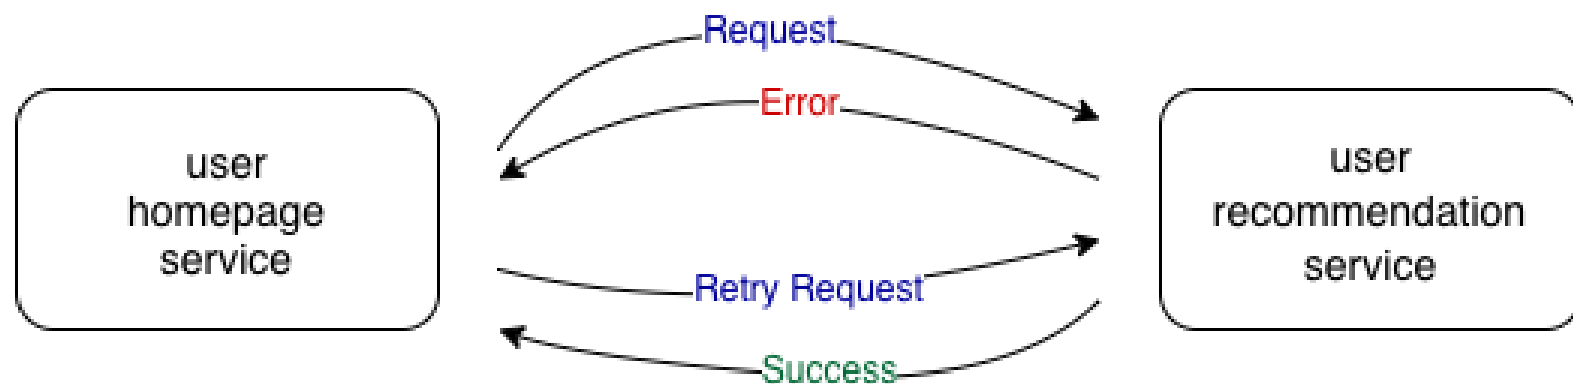 Request
Error
user
homepage
service
user
recommendation
service
Retry Request
Success